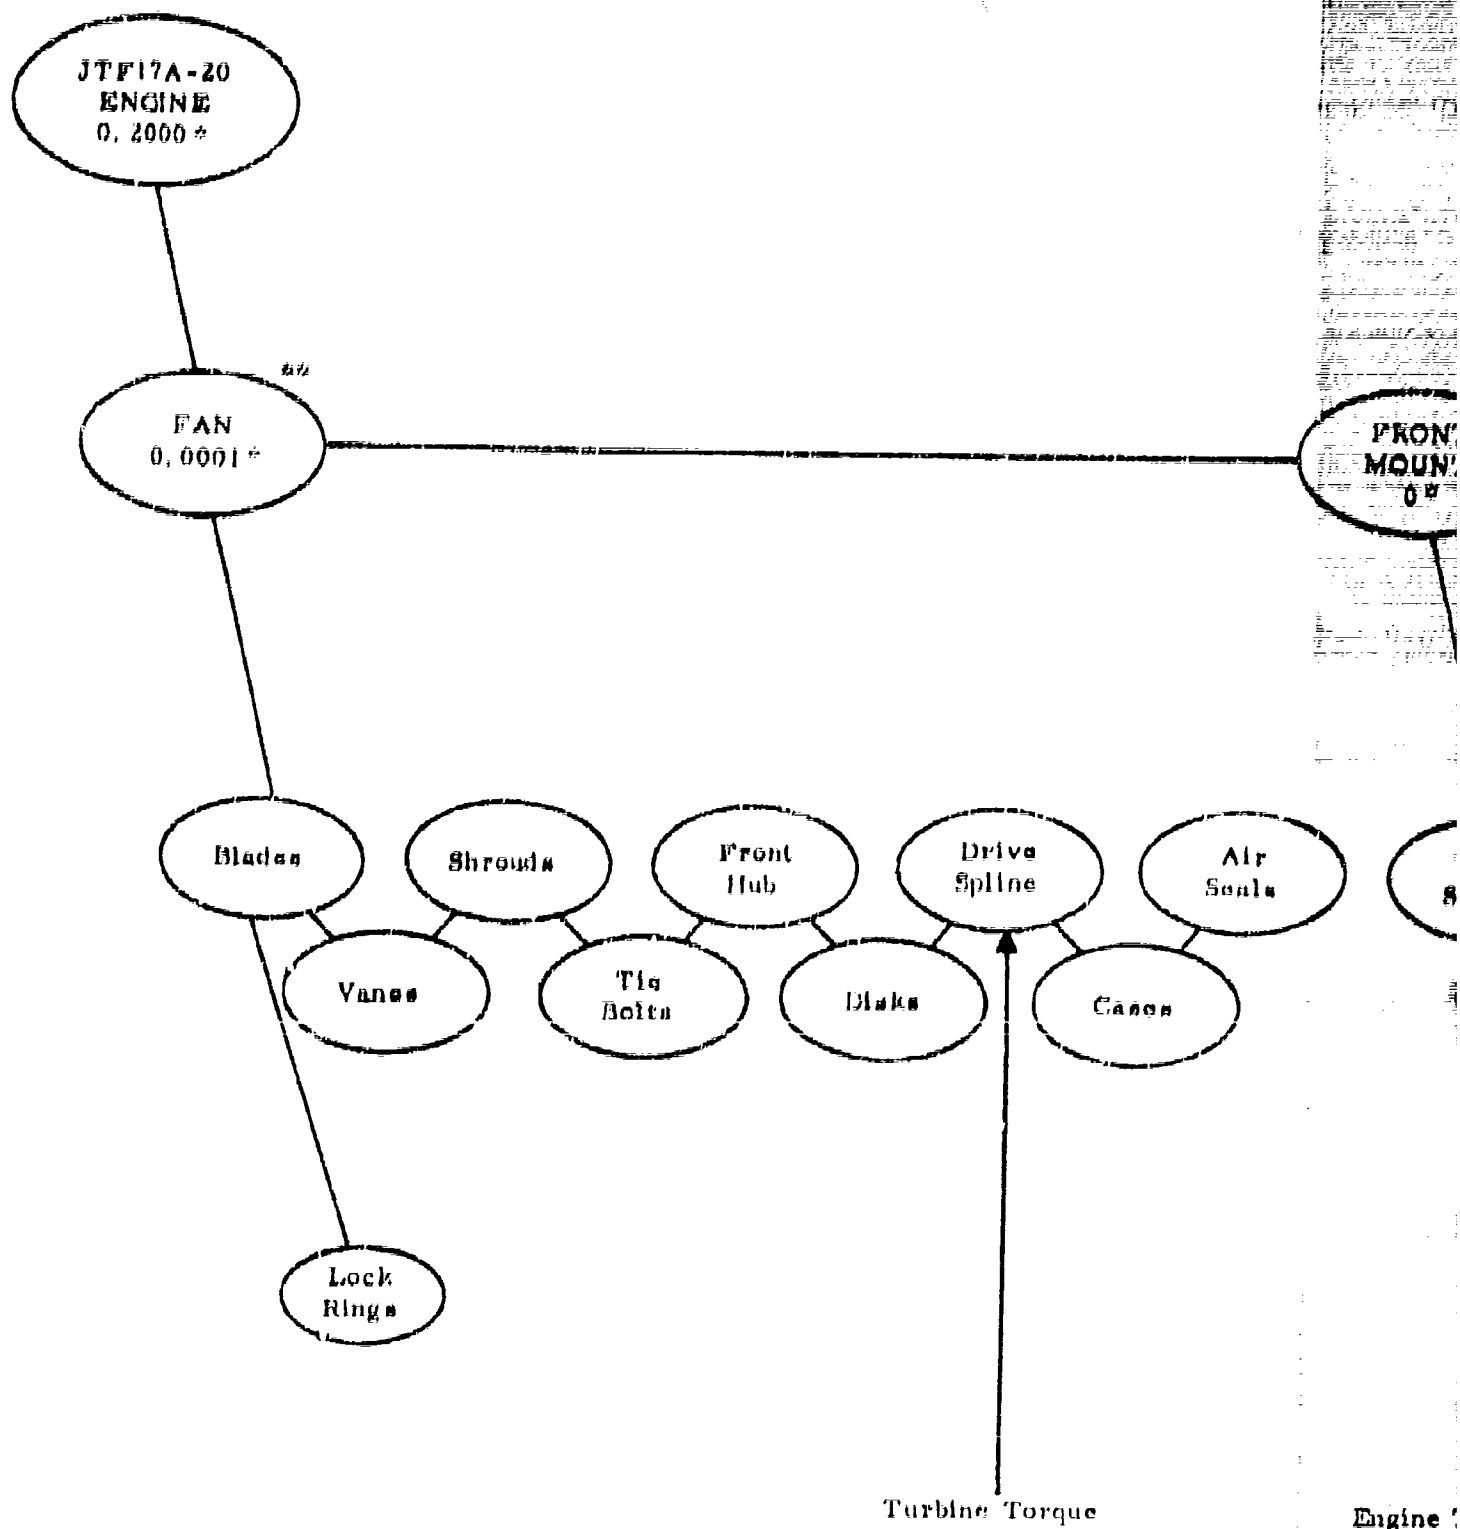 JTF17A-20
ENGINE
0.2000 *
**
FAN
0.0001 *
FRONT
MOUNT
0 *
Blades
Shrouds
Front
Hub
Drive
Spline
Air
Seals
S
Vanes
Tie
Bolts
Disks
Cases
Lock
Rings
Turbine Torque
Engine T